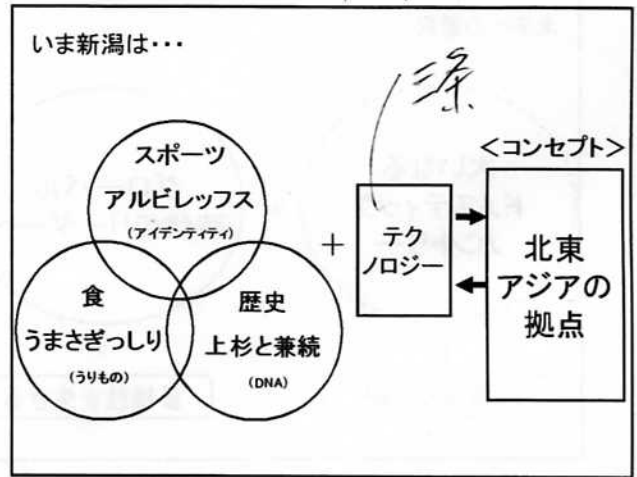 いま新潟は・・・
三条
<コンセプト>
スポーツ
アルビレッフス
(アイデンティティ)
+
テク
ノロジー
北東
アジアの
拠点
食
うまさぎっしり
(うりもの)
歴史
上杉と兼続
(DNA)